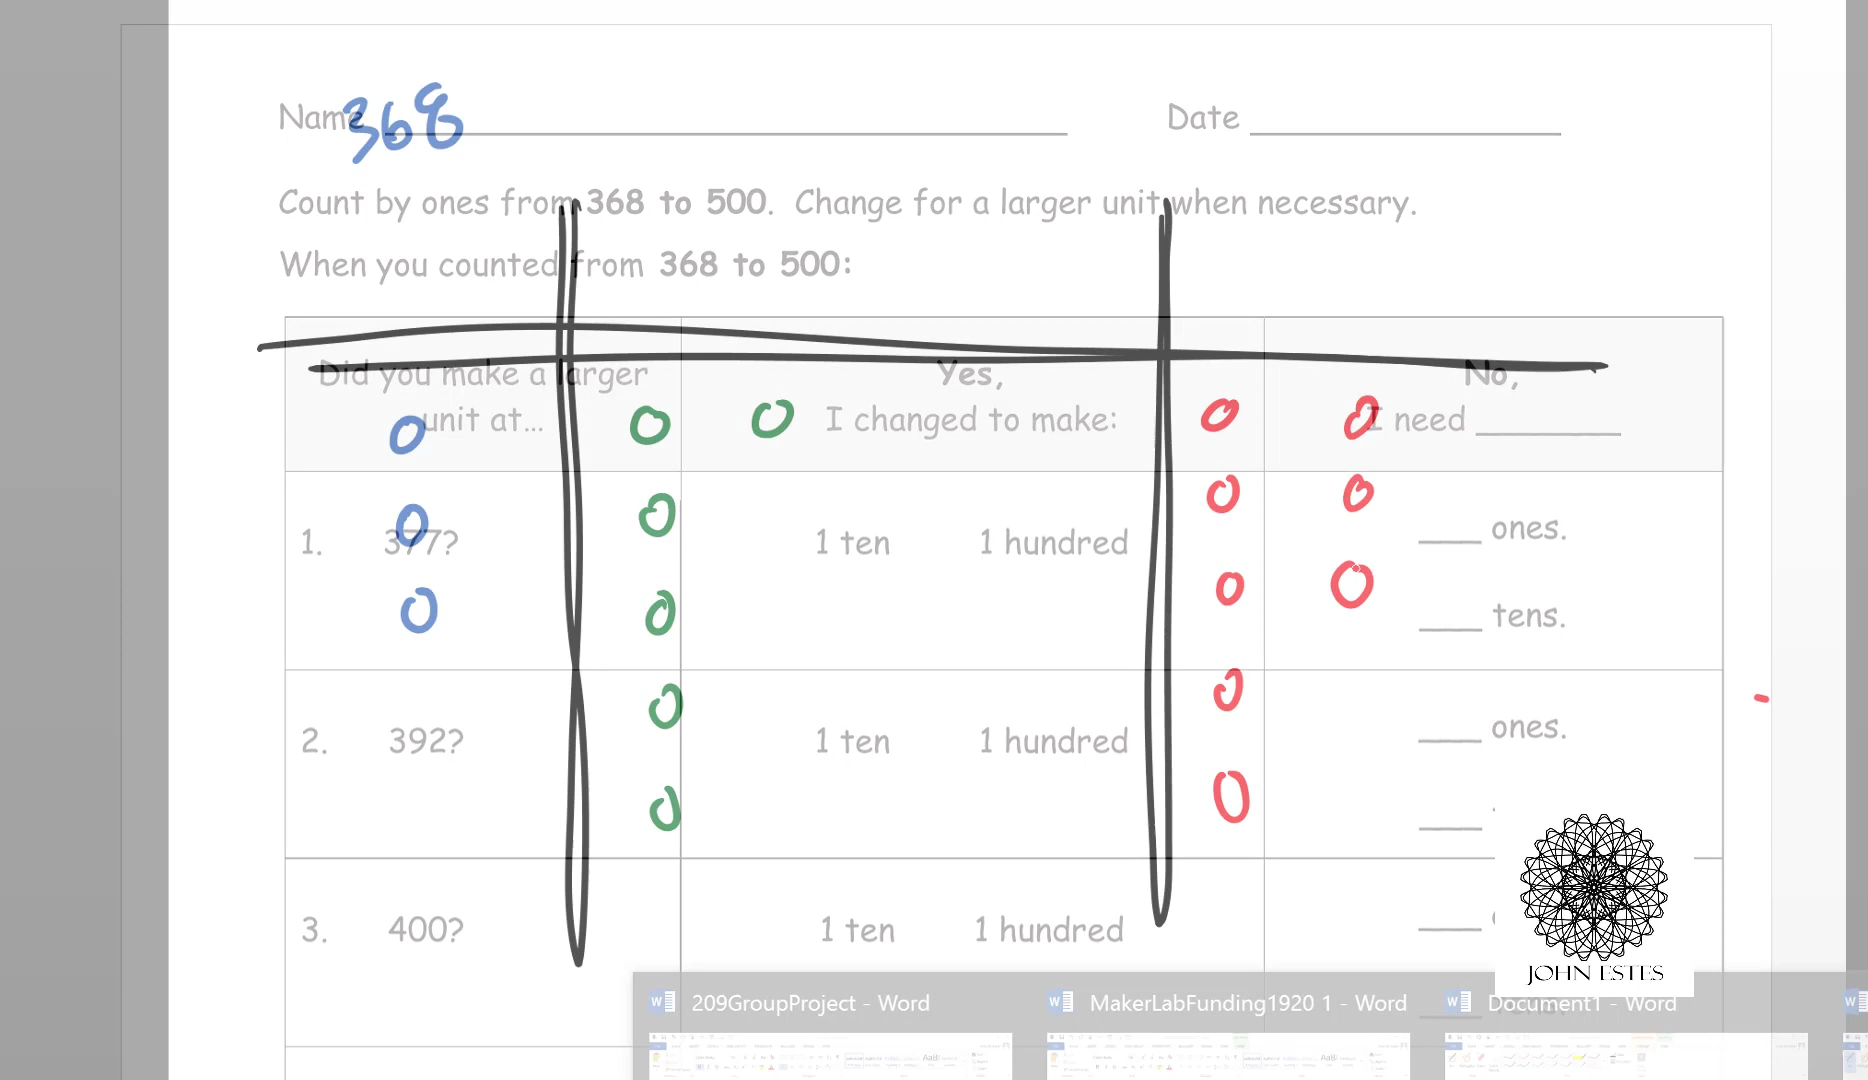 Name 368 Date
Count by ones from 368 to 500. Change for a larger unit when necessary.
When you counted from 368 to 500:
Did you make a larger unit at...
Yes, I changed to make:
No, I need
1. 377? 1 ten 1 hundred ones.
tens.
2. 392? 1 ten 1 hundred ones.
3. 400? 1 ten 1 hundred
JOHN ESTES
209GroupProject - Word MakerLabFunding1920 1 - Word Document1 - Word
tens.